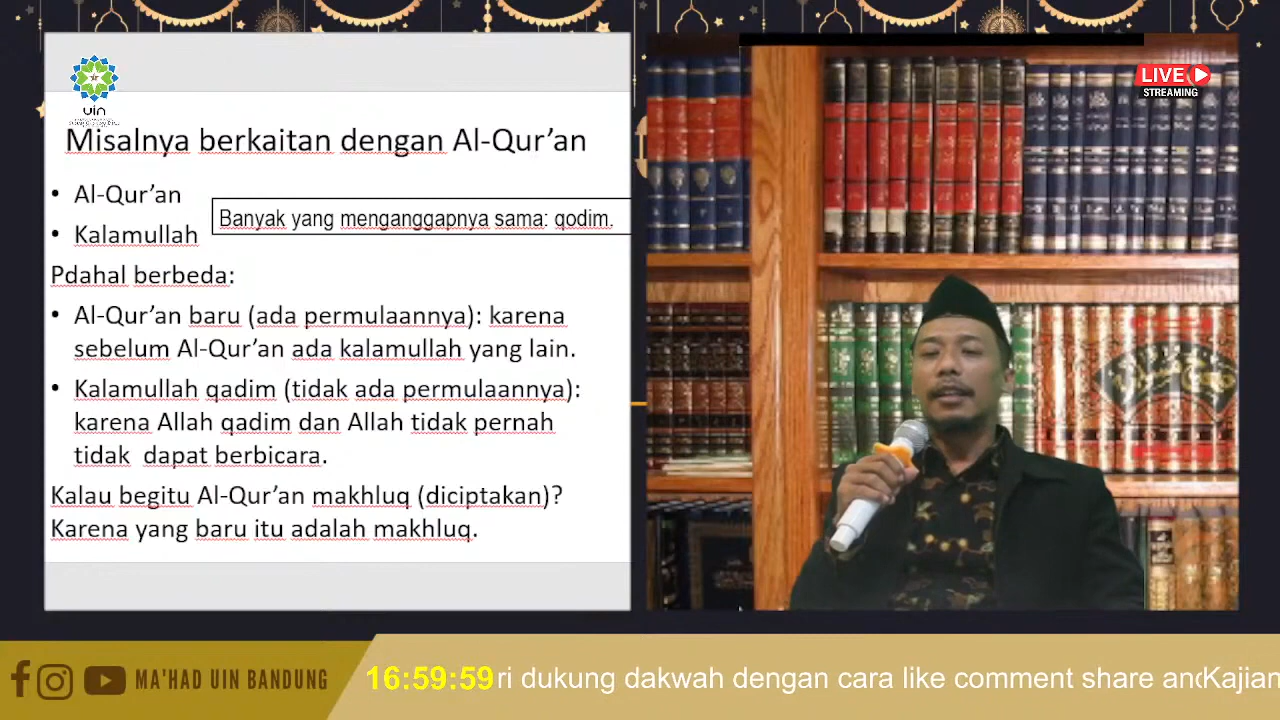 uin
Misalnya berkaitan dengan Al-Qur’an
• Al-Qur’an
• Kalamullah
Banyak yang menganggapnya sama: qodim.
Pdahal berbeda:
• Al-Qur’an baru (ada permulaannya): karena
sebelum Al-Qur’an ada kalamullah yang lain.
• Kalamullah qadim (tidak ada permulaannya):
karena Allah qadim dan Allah tidak pernah
tidak dapat berbicara.
Kalau begitu Al-Qur’an makhluq (diciptakan)?
Karena yang baru itu adalah makhluq.
LIVE
STREAMING
MA'HAD UIN BANDUNG
16:59:59
ri dukung dakwah dengan cara like comment share an
Kajian